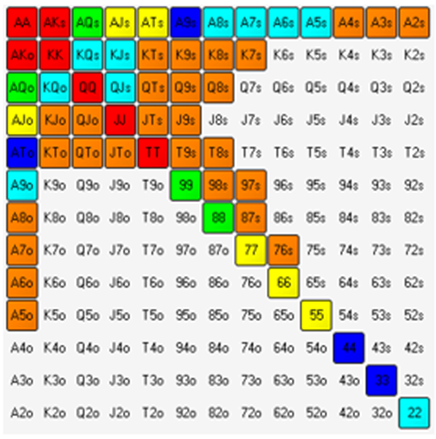 AA AKs AQs AJs ATs A9s A8s A7s A6s A5s A4s A3s A2s
AKo KK KQs KJs KTs K9s K8s K7s K6s K5s K4s K3s K2s
AQo KQo QQ QJs QTs Q9s Q8s Q7s Q6s Q5s Q4s Q3s Q2s
AJo KJo QJo JJ JTs J9s J8s J7s J6s J5s J4s J3s J2s
ATo KTo QTo JTo TT T9s T8s T7s T6s T5s T4s T3s T2s
A9o K9o Q9o J9o T9o 99 98s 97s 96s 95s 94s 93s 92s
A8o K8o Q8o J8o T8o 98o 88 87s 86s 85s 84s 83s 82s
A7o K7o Q7o J7o T7o 97o 87o 77 76s 75s 74s 73s 72s
A6o K6o Q6o J6o T6o 96o 86o 76o 66 65s 64s 63s 62s
A5o K5o Q5o J5o T5o 95o 85o 75o 65o 55 54s 53s 52s
A4o K4o Q4o J4o T4o 94o 84o 74o 64o 54o 44 43s 42s
A3o K3o Q3o J3o T3o 93o 83o 73o 63o 53o 43o 33 32s
A2o K2o Q2o J2o T2o 92o 82o 72o 62o 52o 42o 32o 22